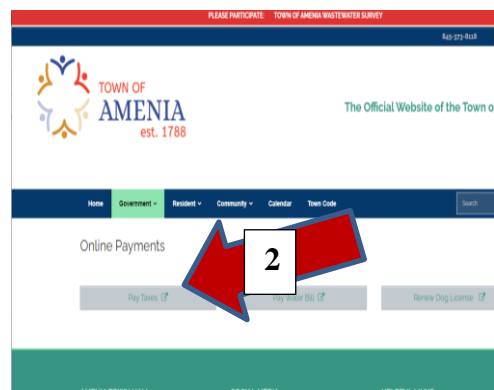 PLEASE PARTICIPATE: TOWN OF AMENIA WASTEWATER SURVEY
845-373-8118
TOWN OF
AMENIA
est. 1788
The Official Website of the Town o
Home Government Resident Community Calendar Town Code Search
Online Payments
2
Pay Taxes Pay Water Bill Renew Dog License